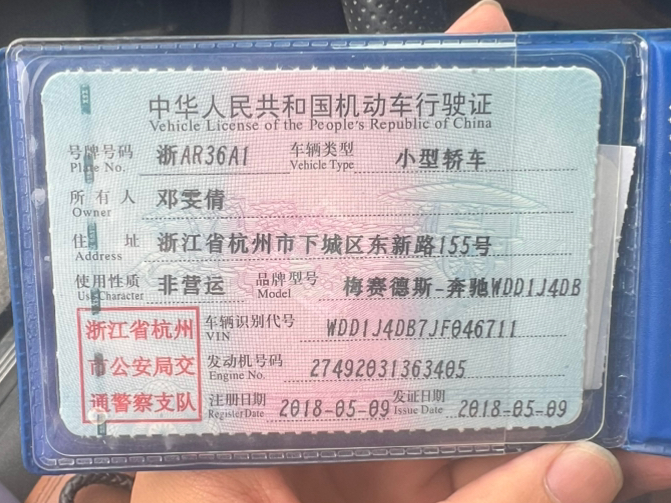 中华人民共和国机动车行驶证
Vehicle License of the People's Republic of China
号牌号码 浙AR36A1 车辆类型 小型轿车
Plate No. Vehicle Type
所有人 邓雯倩
Owner
住址 浙江省杭州市下城区东新路155号
Address
使用性质 非营运 品牌型号 梅赛德斯-奔驰WDD1J4DB
Use Character Model
浙江省杭州 车辆识别代号 WDD1J4DB7JF046711
VIN
市公安局交 发动机号码 27492031363405
Engine No.
通警察支队 注册日期 2018-05-09 发证日期 2018-05-09
Register Date Issue Date